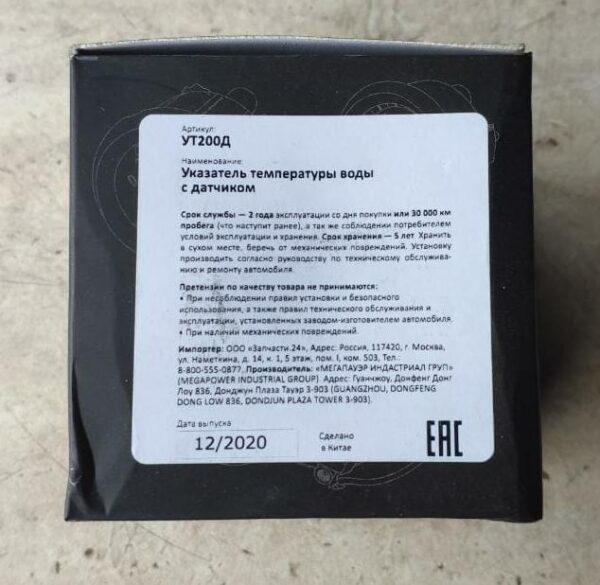 Артикул:
УТ200Д
Наименование:
Указатель температуры воды
с датчиком
Срок службы — 2 года эксплуатации со дня покупки или 30 000 км
пробега (что наступит ранее), а так же соблюдении потребителем
условий эксплуатации и хранения. Срок хранения — 5 лет. Хранить
в сухом месте, беречь от механических повреждений. Установку
производить согласно руководству по техническому обслужива-
нию и ремонту автомобиля.
Претензии по качеству товара не принимаются:
• При несоблюдении правил установки и безопасного
использования, а также правил технического обслуживания и
эксплуатации, установленных заводом-изготовителем автомобиля.
• При наличии механических повреждений.
Импортер: ООО «Запчасти.24», Адрес: Россия, 117420, г. Москва,
ул. Наметкина, д. 14, к. 1, 5 этаж, пом. I, ком. 503, Тел.:
8-800-555-0877. Производитель: «МЕГАПАУЭР ИНДАСТРИАЛ ГРУП»
(MEGAPOWER INDUSTRIAL GROUP) Адрес: Гуанчжоу, Донфенг Донг
Лоу 836, Донджун Плаза Тауэр 3-903 (GUANGZHOU, DONGFENG
DONG LOW 836, DONDJUN PLAZA TOWER 3-903).
Дата выпуска
12/2020
Сделано
в Китае
EAC